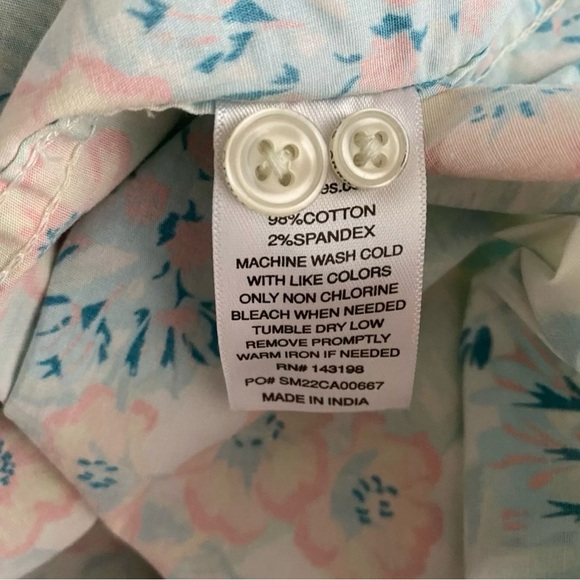 98%COTTON
2%SPANDEX
MACHINE WASH COLD
WITH LIKE COLORS
ONLY NON CHLORINE
BLEACH WHEN NEEDED
TUMBLE DRY LOW
REMOVE PROMPTLY
WARM IRON IF NEEDED
RN# 143198
PO# SM22CA00667
MADE IN INDIA